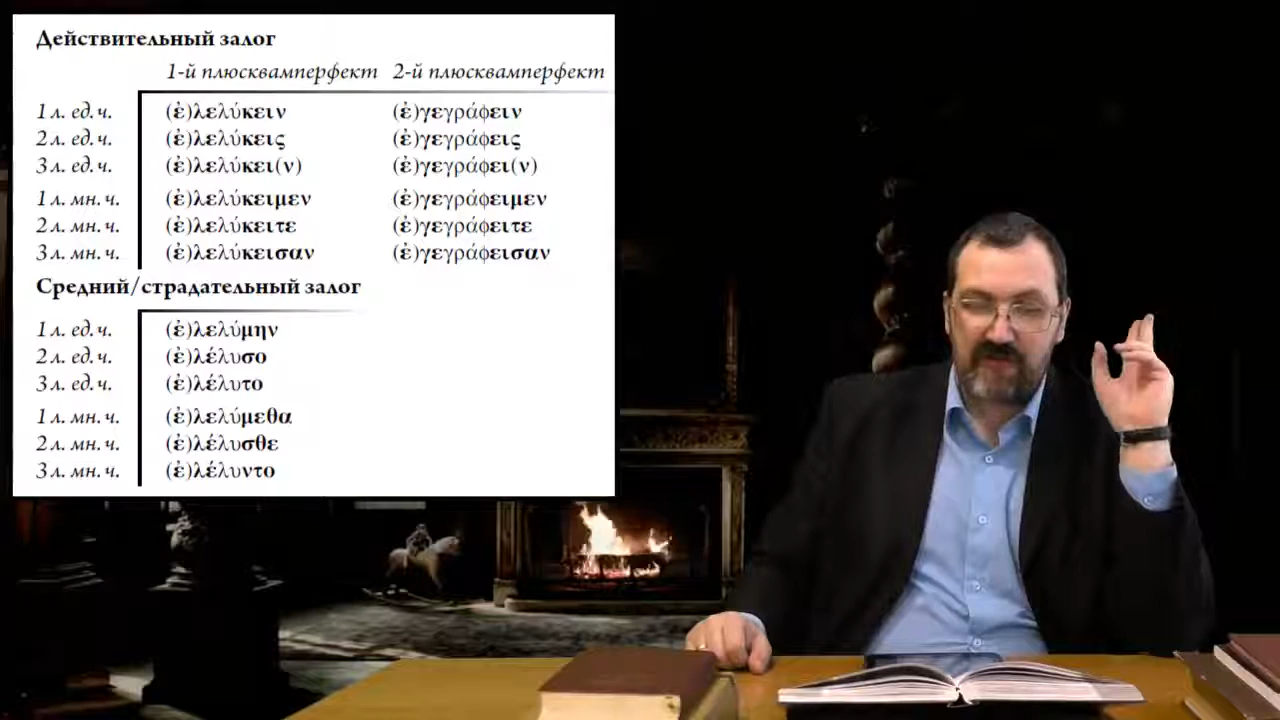 Действительный залог
1-й плюсквамперфект 2-й плюсквамперфект
1 л. ед. ч. (ἐ)λελύκειν (ἐ)γεγράφειν
2 л. ед. ч. (ἐ)λελύκεις (ἐ)γεγράφεις
3 л. ед. ч. (ἐ)λελύκει(ν) (ἐ)γεγράφει(ν)
1 л. мн. ч. (ἐ)λελύκειμεν (ἐ)γεγράφειμεν
2 л. мн. ч. (ἐ)λελύκειτε (ἐ)γεγράφειτε
3 л. мн. ч. (ἐ)λελύκεισαν (ἐ)γεγράφεισαν
Средний/страдательный залог
1 л. ед. ч. (ἐ)λελύμην
2 л. ед. ч. (ἐ)λέλυσο
3 л. ед. ч. (ἐ)λέλυτο
1 л. мн. ч. (ἐ)λελύμεθα
2 л. мн. ч. (ἐ)λέλυσθε
3 л. мн. ч. (ἐ)λέλυντο